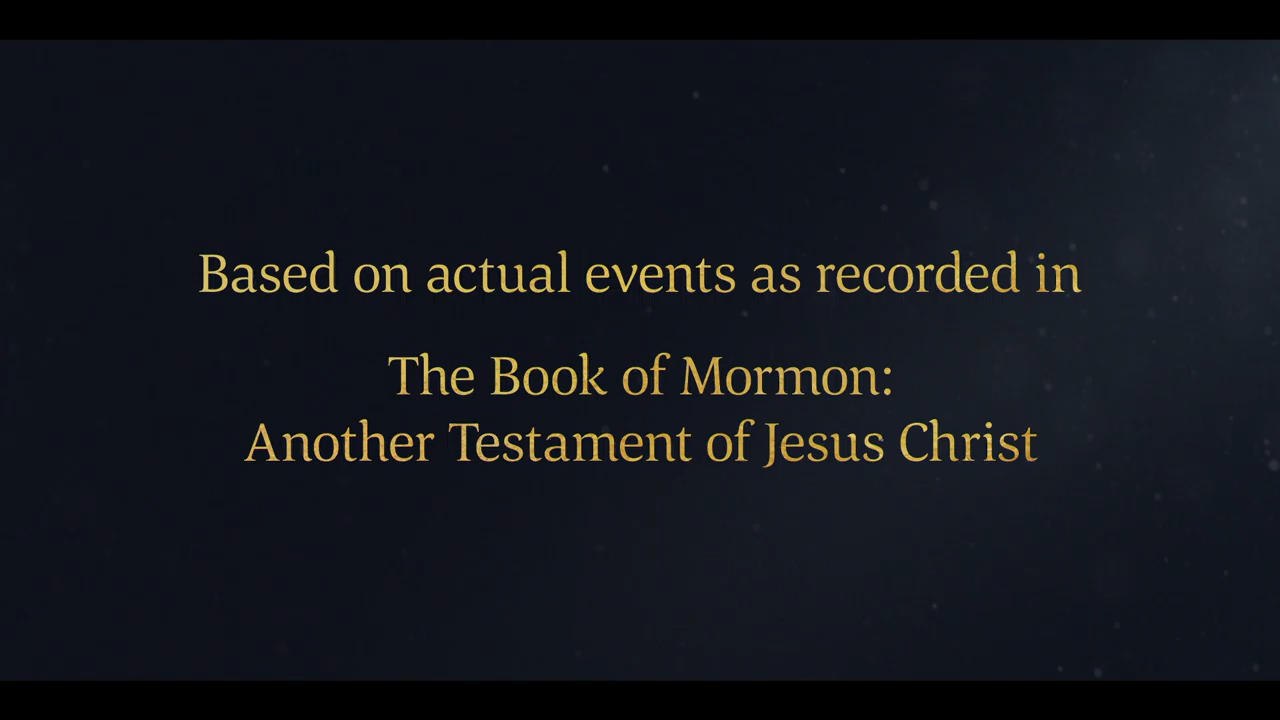 Based on actual events as recorded in
The Book of Mormon:
Another Testament of Jesus Christ